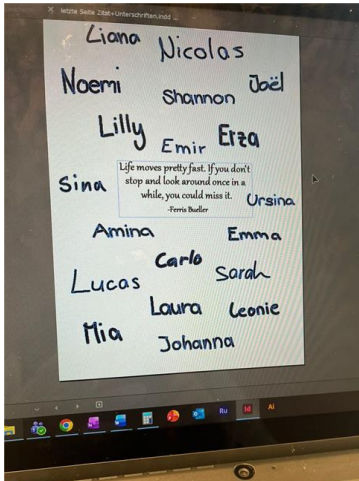 letzte Seite Zitat+Unterschriften.indd
Liana
Nicolas
Noemi
Shannon
Joël
Lilly
Emir
Erza
Life moves pretty fast. If you don't
stop and look around once in a
while, you could miss it.
-Ferris Bueller
Sina
Ursina
Amina
Emma
Carlo
Lucas
Sarah
Laura
Leonie
Mia
Johanna
Ru
Id
Ai